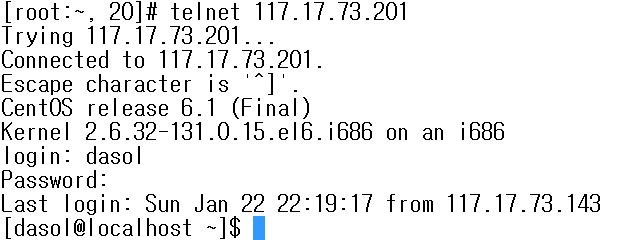 [root:~, 20]# telnet 117.17.73.201
Trying 117.17.73.201...
Connected to 117.17.73.201.
Escape character is '^]'.
CentOS release 6.1 (Final)
Kernel 2.6.32-131.0.15.el6.i686 on an i686
login: dasol
Password:
Last login: Sun Jan 22 22:19:17 from 117.17.73.143
[dasol@localhost ~]$